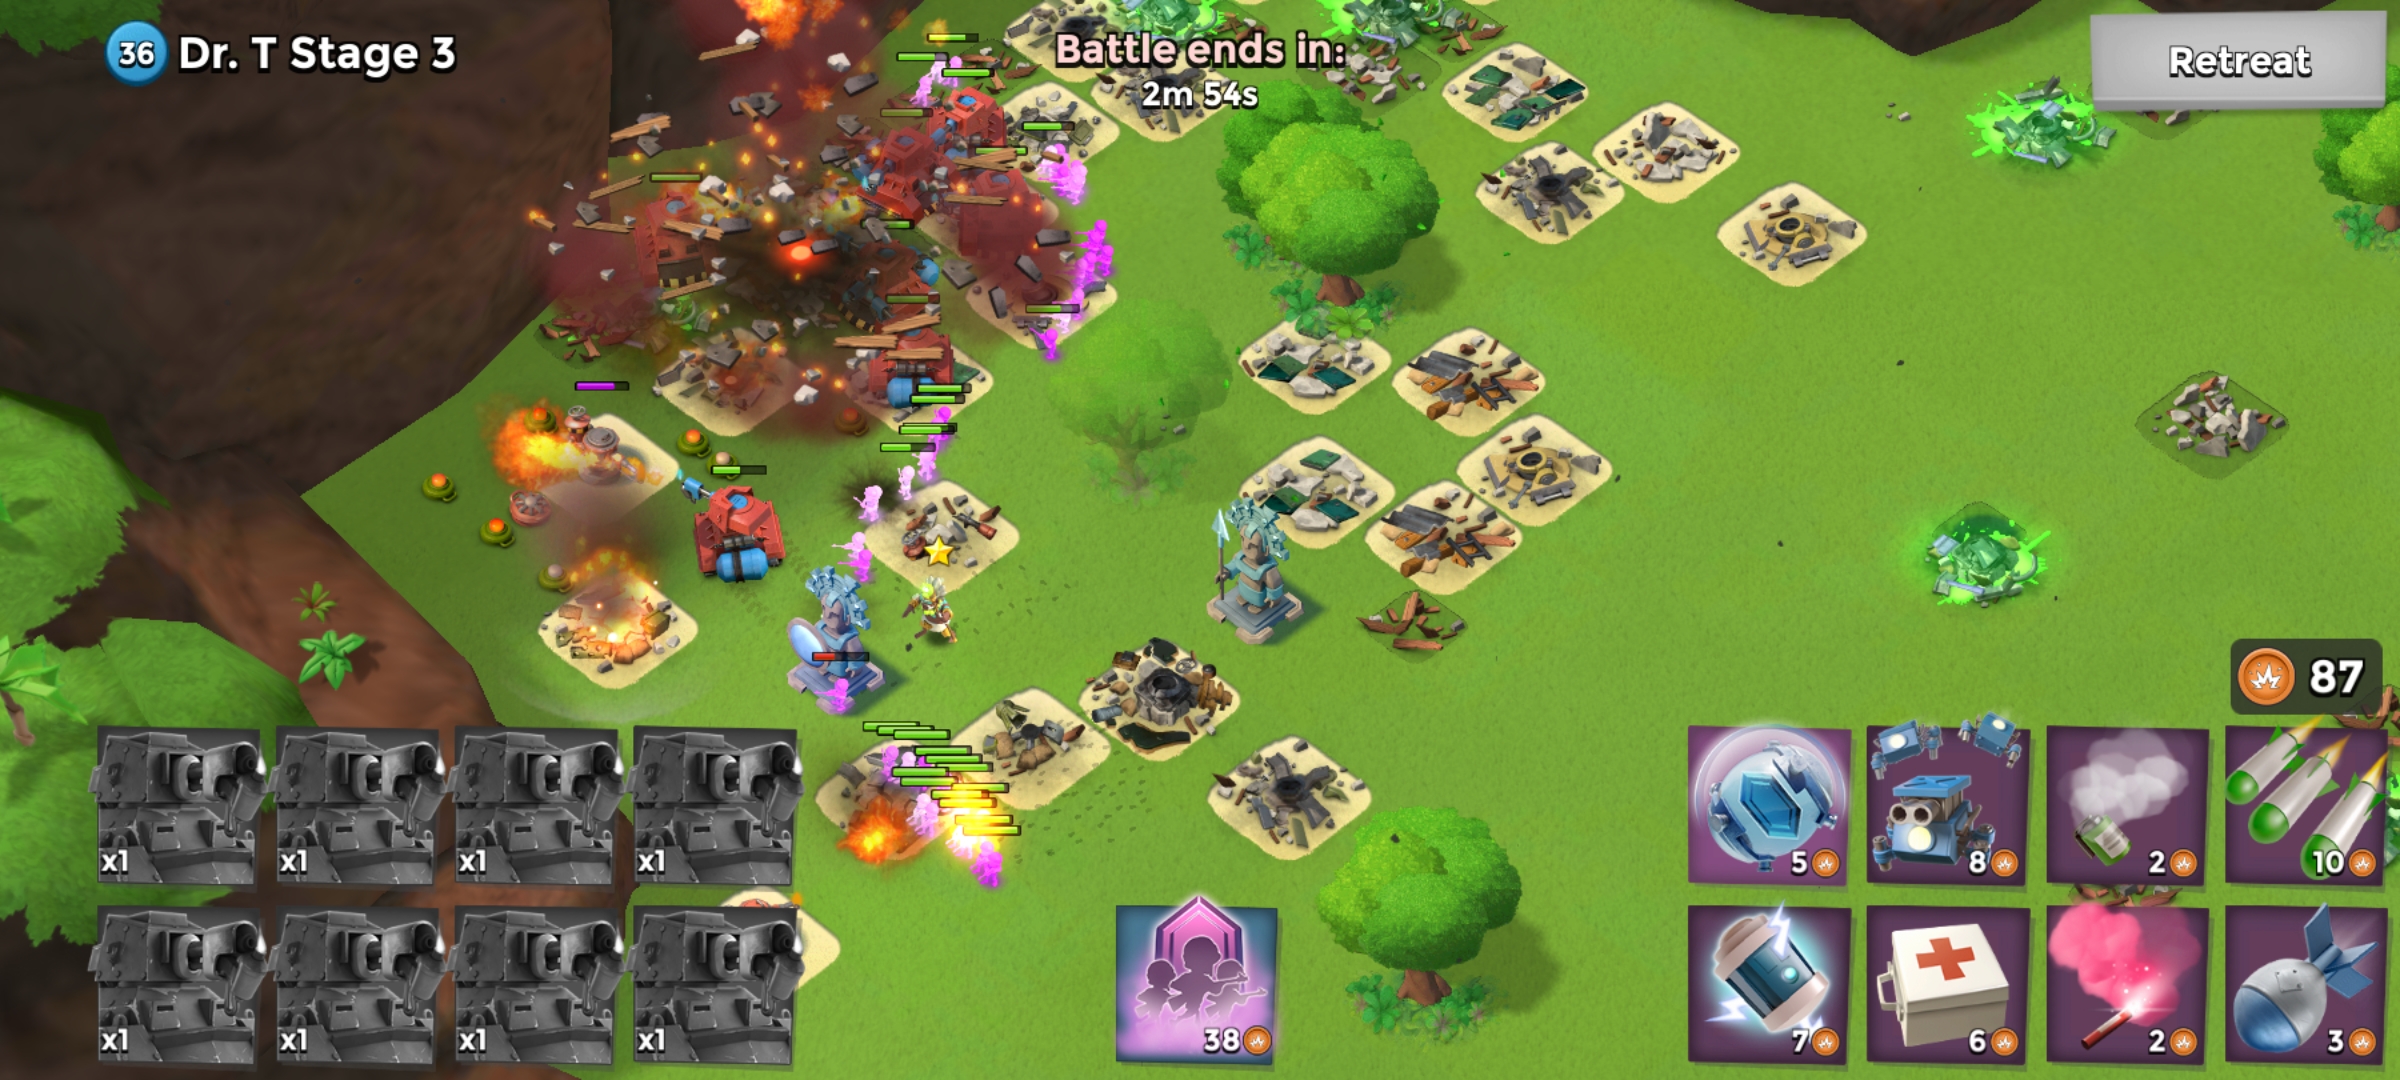 36 Dr. T Stage 3
Battle ends in:
2m 54s
Retreat
87
x1 x1 x1 x1
5 8 2 10
x1 x1 x1 x1
38
7 6 2 3